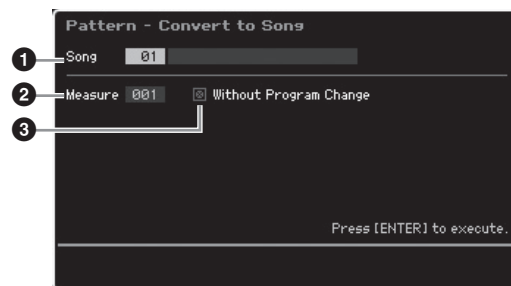 Pattern - Convert to Song
1 Song 01
2 Measure 001 Without Program Change
3
Press [ENTER] to execute.